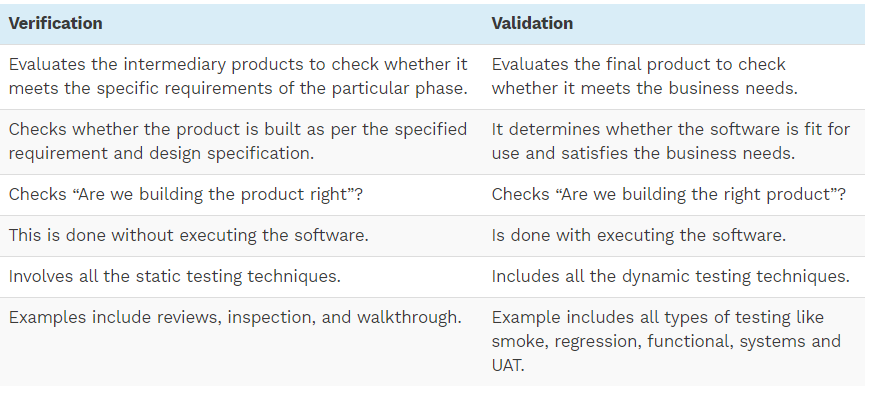 Verification
Validation
Evaluates the intermediary products to check whether it
meets the specific requirements of the particular phase.
Evaluates the final product to check
whether it meets the business needs.
Checks whether the product is built as per the specified
requirement and design specification.
It determines whether the software is fit for
use and satisfies the business needs.
Checks “Are we building the product right”?
Checks “Are we building the right product”?
This is done without executing the software.
Is done with executing the software.
Involves all the static testing techniques.
Includes all the dynamic testing techniques.
Examples include reviews, inspection, and walkthrough.
Example includes all types of testing like
smoke, regression, functional, systems and
UAT.